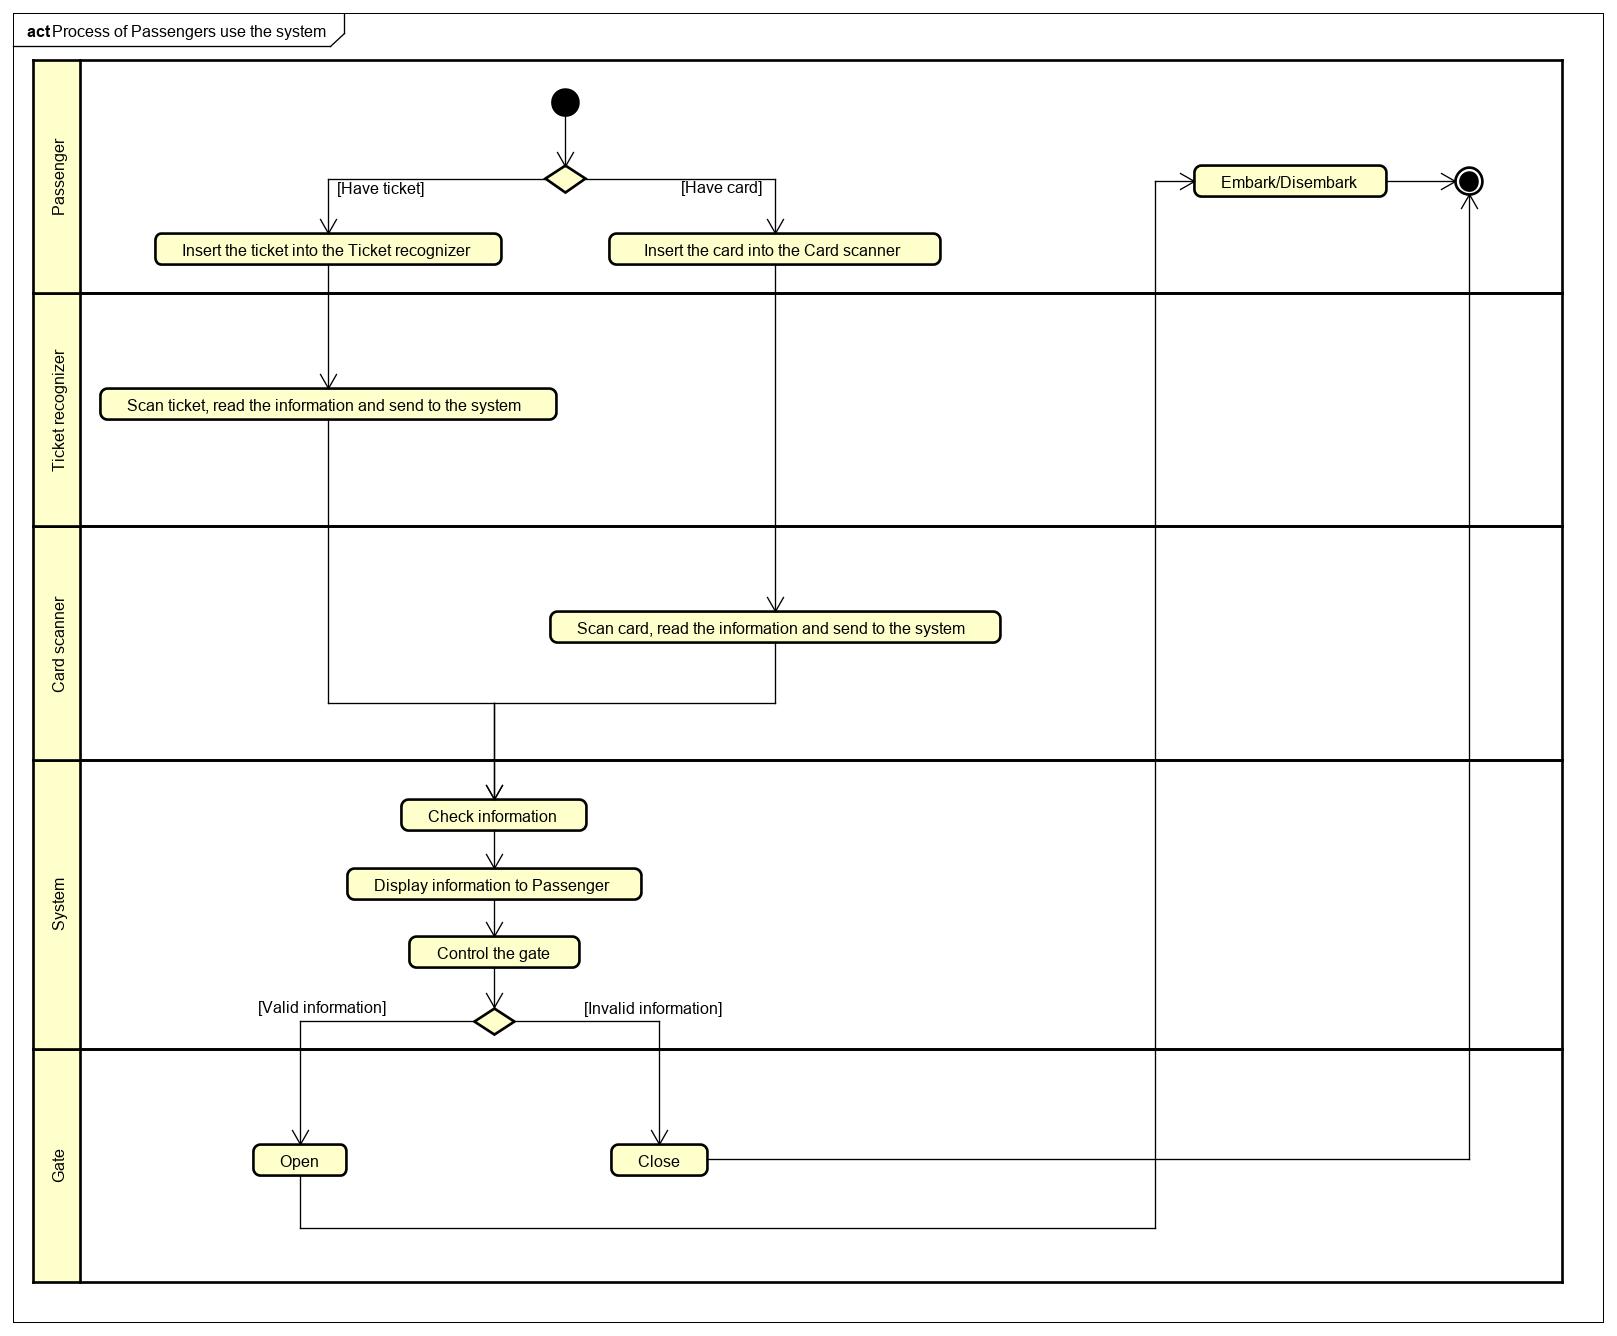 act Process of Passengers use the system
Passenger
[Have ticket]
[Have card]
Embark/Disembark
Insert the ticket into the Ticket recognizer
Insert the card into the Card scanner
Ticket recognizer
Scan ticket, read the information and send to the system
Card scanner
Scan card, read the information and send to the system
System
Check information
Display information to Passenger
Control the gate
[Valid information]
[Invalid information]
Gate
Open
Close